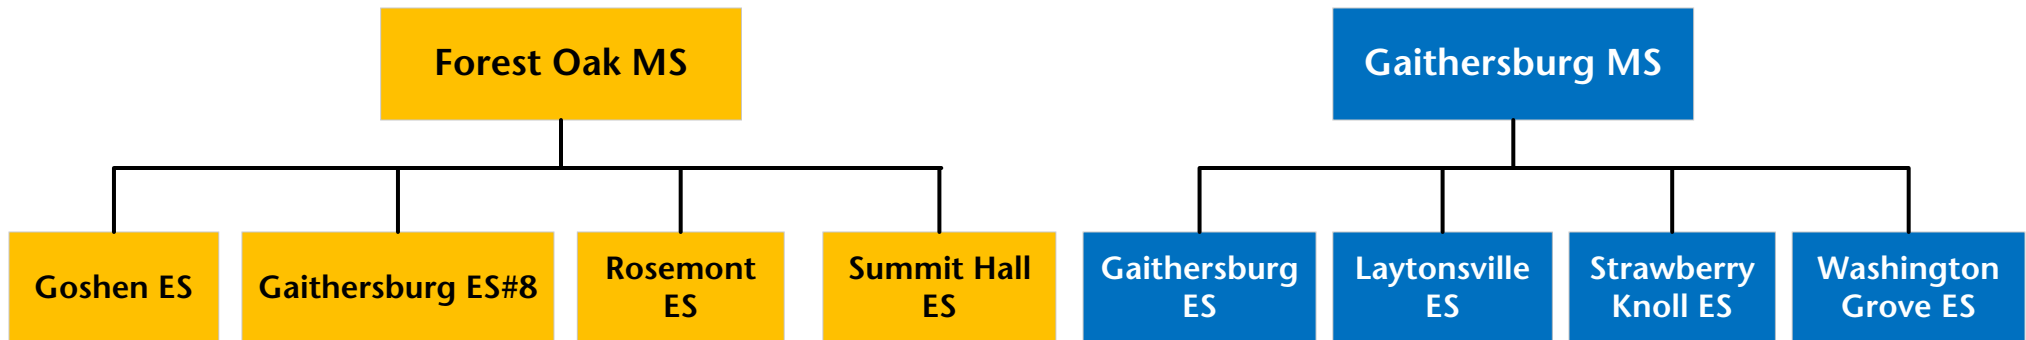 Forest Oak MS
Gaithersburg MS
Goshen ES
Gaithersburg ES#8
Rosemont
ES
Summit Hall
ES
Gaithersburg
ES
Laytonsville
ES
Strawberry
Knoll ES
Washington
Grove ES